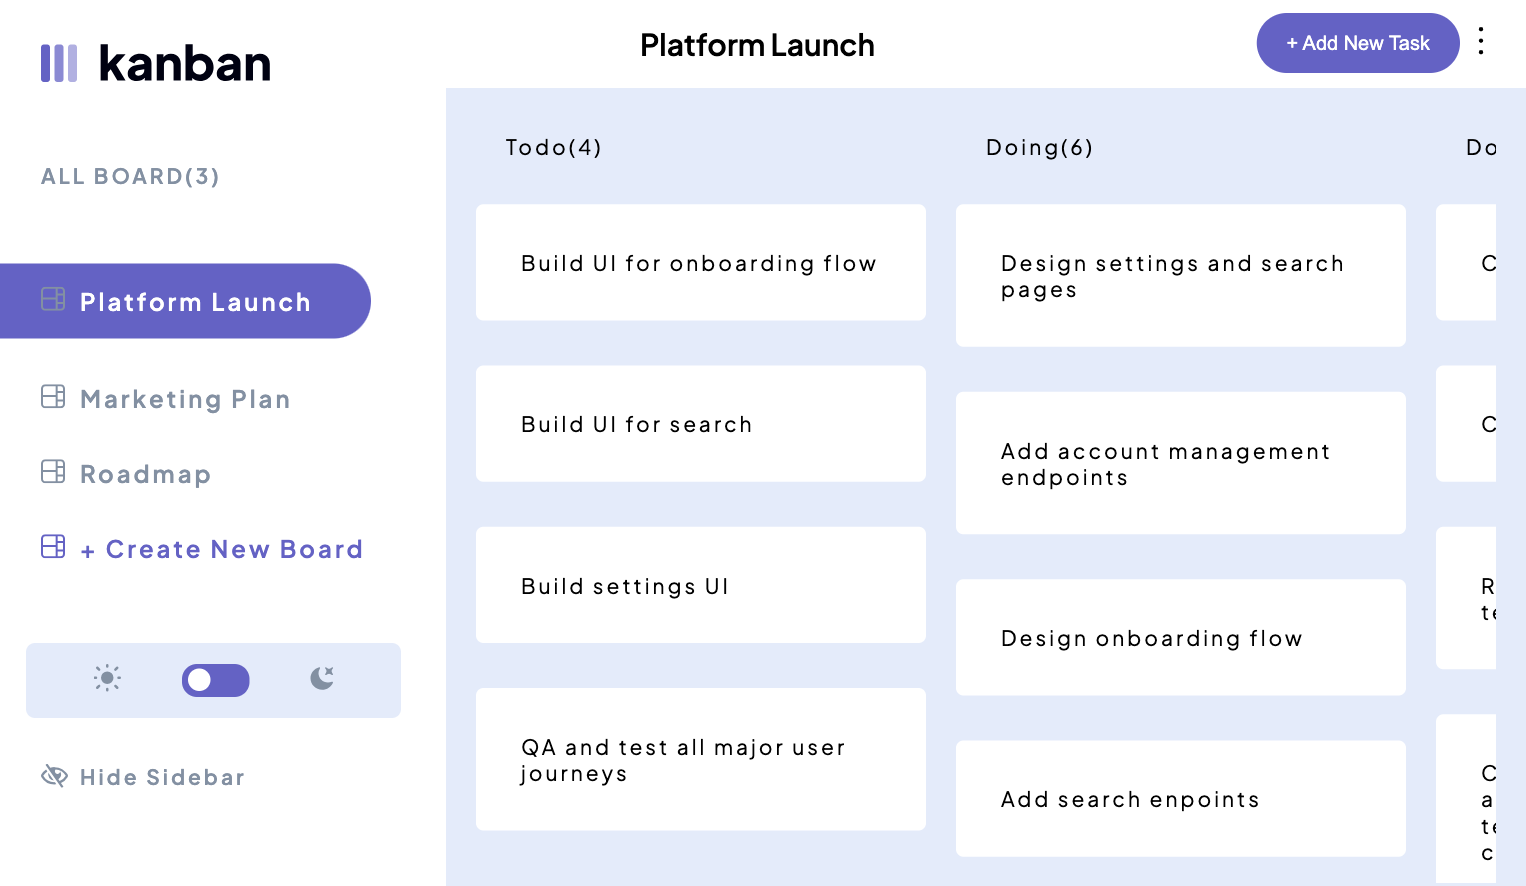 kanban
ALL BOARD(3)
Platform Launch
Marketing Plan
Roadmap
+ Create New Board
Hide Sidebar
Platform Launch
+ Add New Task
Todo(4)
Build UI for onboarding flow
Build UI for search
Build settings UI
QA and test all major user
journeys
Doing(6)
Design settings and search
pages
Add account management
endpoints
Design onboarding flow
Add search enpoints